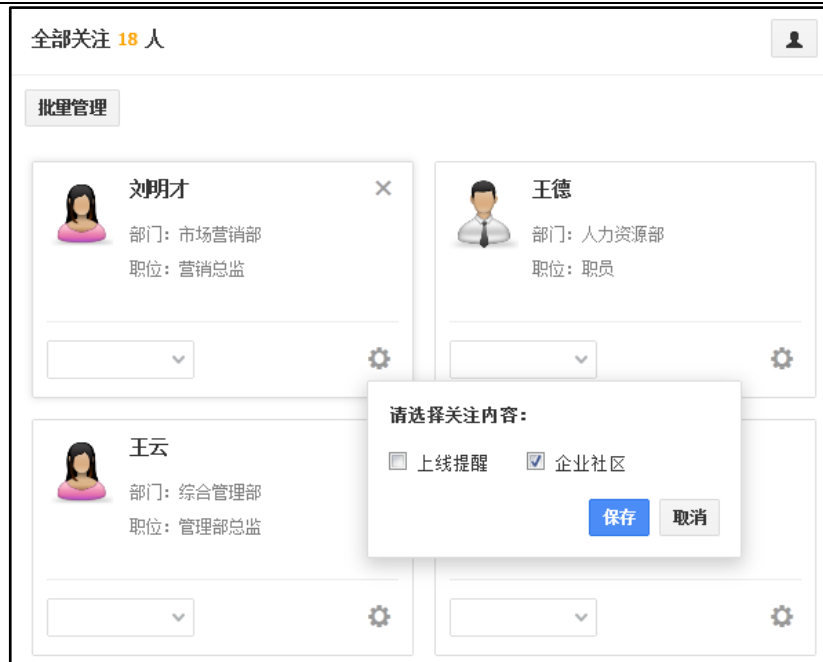 全部关注 18 人
批量管理
刘明才
部门：市场营销部
职位：营销总监
王德
部门：人力资源部
职位：职员
请选择关注内容：
上线提醒 企业社区
保存 取消
王云
部门：综合管理部
职位：管理部总监